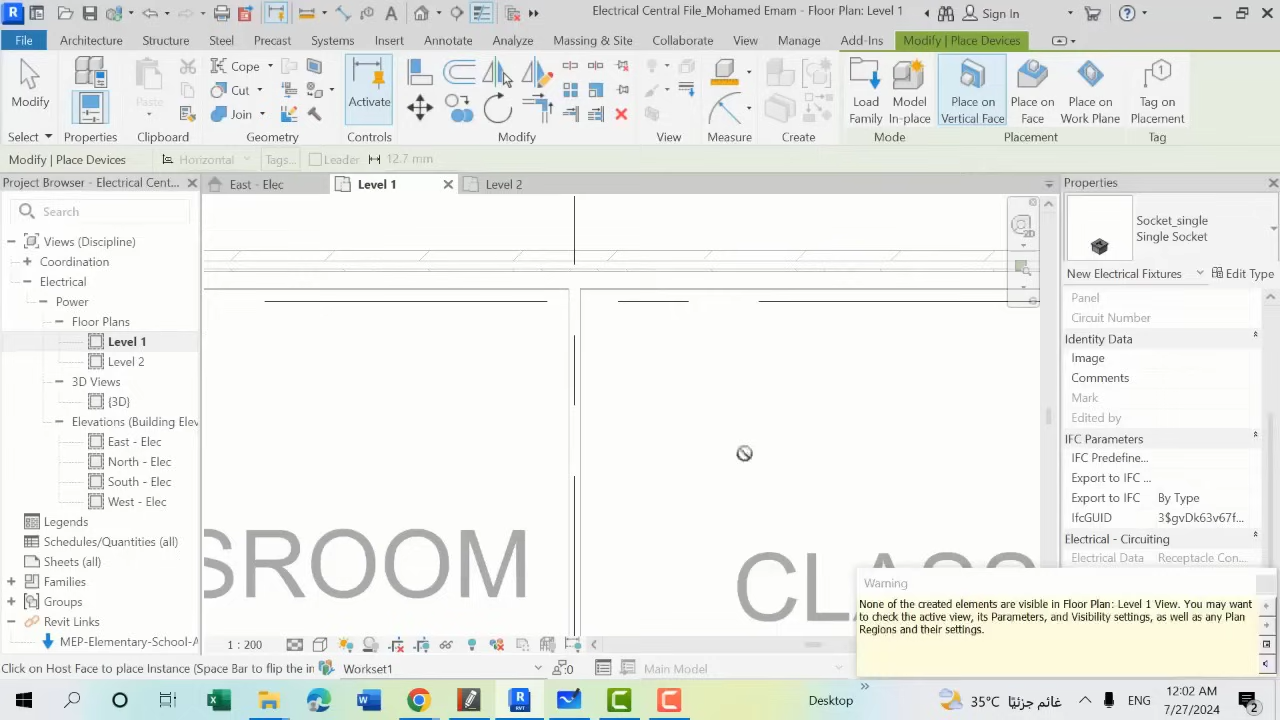 Electrical Central File_Mohamed Emam - Floor Plan: Level 1
Sign In
File Architecture Structure Steel Precast Systems Insert Annotate Analyze Massing & Site Collaborate View Manage Add-Ins Modify | Place Devices
Modify
Select
Properties
Paste
Clipboard
Cope
Cut
Join
Geometry
Activate
Controls
Modify
View
Measure
Create
Load Family
Model In-place
Mode
Place on Vertical Face
Place on Face
Place on Work Plane
Placement
Tag on Placement
Tag
Modify | Place Devices
Horizontal
Tags...
Leader
12.7 mm
Project Browser - Electrical Cent...
East - Elec
Level 1
Level 2
Properties
Search
Views (Discipline)
Coordination
Electrical
Power
Floor Plans
Level 1
Level 2
3D Views
{3D}
Elevations (Building Elev
East - Elec
North - Elec
South - Elec
West - Elec
Legends
Schedules/Quantities (all)
Sheets (all)
Families
Groups
Revit Links
MEP-Elementary-School-A
SROOM
CLASS
2D
Socket_single
Single Socket
New Electrical Fixtures
Edit Type
Panel
Circuit Number
Identity Data
Image
Comments
Mark
Edited by
IFC Parameters
IFC Predefine...
Export to IFC ...
Export to IFC By Type
IfcGUID 3$gvDk63v67f...
Electrical - Circuiting
Electrical Data Receptacle Con...
Warning
None of the created elements are visible in Floor Plan: Level 1 View. You may want
to check the active view, its Parameters, and Visibility settings, as well as any Plan
Regions and their settings.
1 : 200
Click on Host Face to place Instance (Space Bar to flip the in
Workset1
:0
Main Model
Desktop
35°C غائم جزئيًا
ENG
12:02 AM
7/27/2024
2